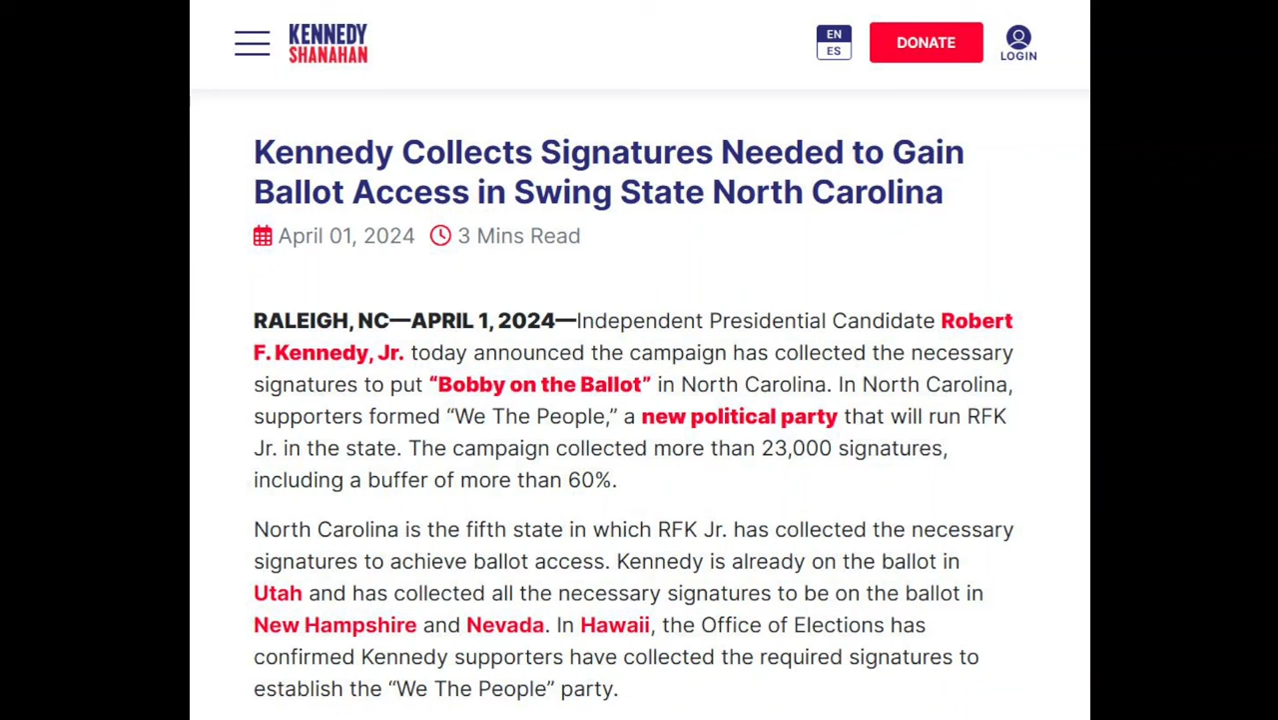 KENNEDY
SHANAHAN
EN
ES
DONATE
LOGIN
Kennedy Collects Signatures Needed to Gain
Ballot Access in Swing State North Carolina
April 01, 2024 3 Mins Read
RALEIGH, NC—APRIL 1, 2024—Independent Presidential Candidate Robert
F. Kennedy, Jr. today announced the campaign has collected the necessary
signatures to put “Bobby on the Ballot” in North Carolina. In North Carolina,
supporters formed “We The People,” a new political party that will run RFK
Jr. in the state. The campaign collected more than 23,000 signatures,
including a buffer of more than 60%.
North Carolina is the fifth state in which RFK Jr. has collected the necessary
signatures to achieve ballot access. Kennedy is already on the ballot in
Utah and has collected all the necessary signatures to be on the ballot in
New Hampshire and Nevada. In Hawaii, the Office of Elections has
confirmed Kennedy supporters have collected the required signatures to
establish the “We The People” party.